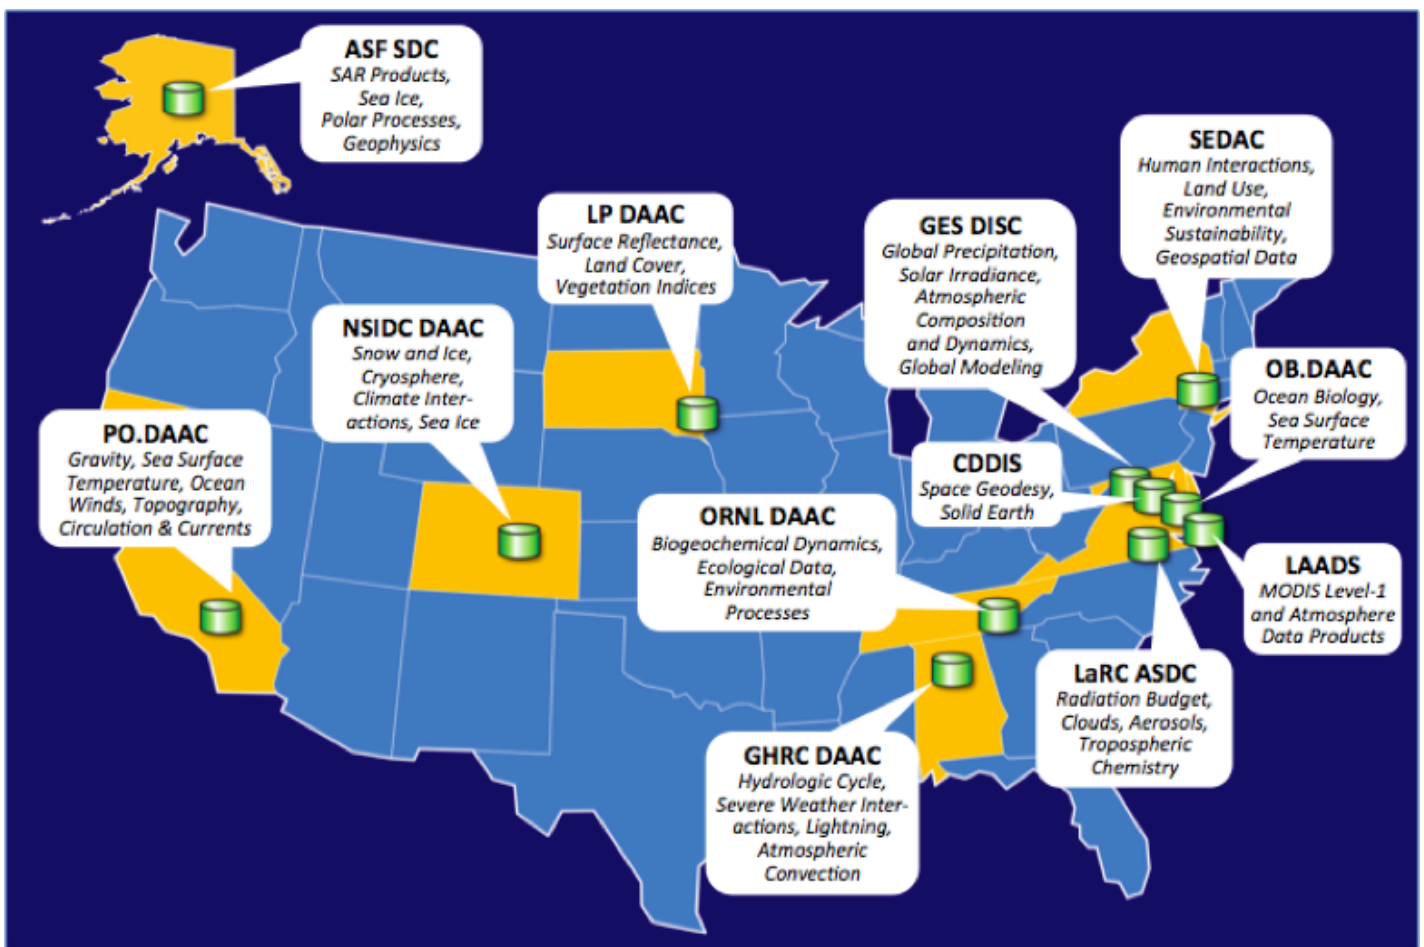 ASF SDC
SAR Products,
Sea Ice,
Polar Processes,
Geophysics
SEDAC
Human Interactions,
Land Use,
Environmental
Sustainability,
Geospatial Data
LP DAAC
Surface Reflectance,
Land Cover,
Vegetation Indices
GES DISC
Global Precipitation,
Solar Irradiance,
Atmospheric
Composition
and Dynamics,
Global Modeling
NSIDC DAAC
Snow and Ice,
Cryosphere,
Climate Inter-
actions, Sea Ice
OB.DAAC
Ocean Biology,
Sea Surface
Temperature
PO.DAAC
Gravity, Sea Surface
Temperature, Ocean
Winds, Topography,
Circulation & Currents
CDDIS
Space Geodesy,
Solid Earth
ORNL DAAC
Biogeochemical Dynamics,
Ecological Data,
Environmental
Processes
LAADS
MODIS Level-1
and Atmosphere
Data Products
LaRC ASDC
Radiation Budget,
Clouds, Aerosols,
Tropospheric
Chemistry
GHRC DAAC
Hydrologic Cycle,
Severe Weather Inter-
actions, Lightning,
Atmospheric
Convection